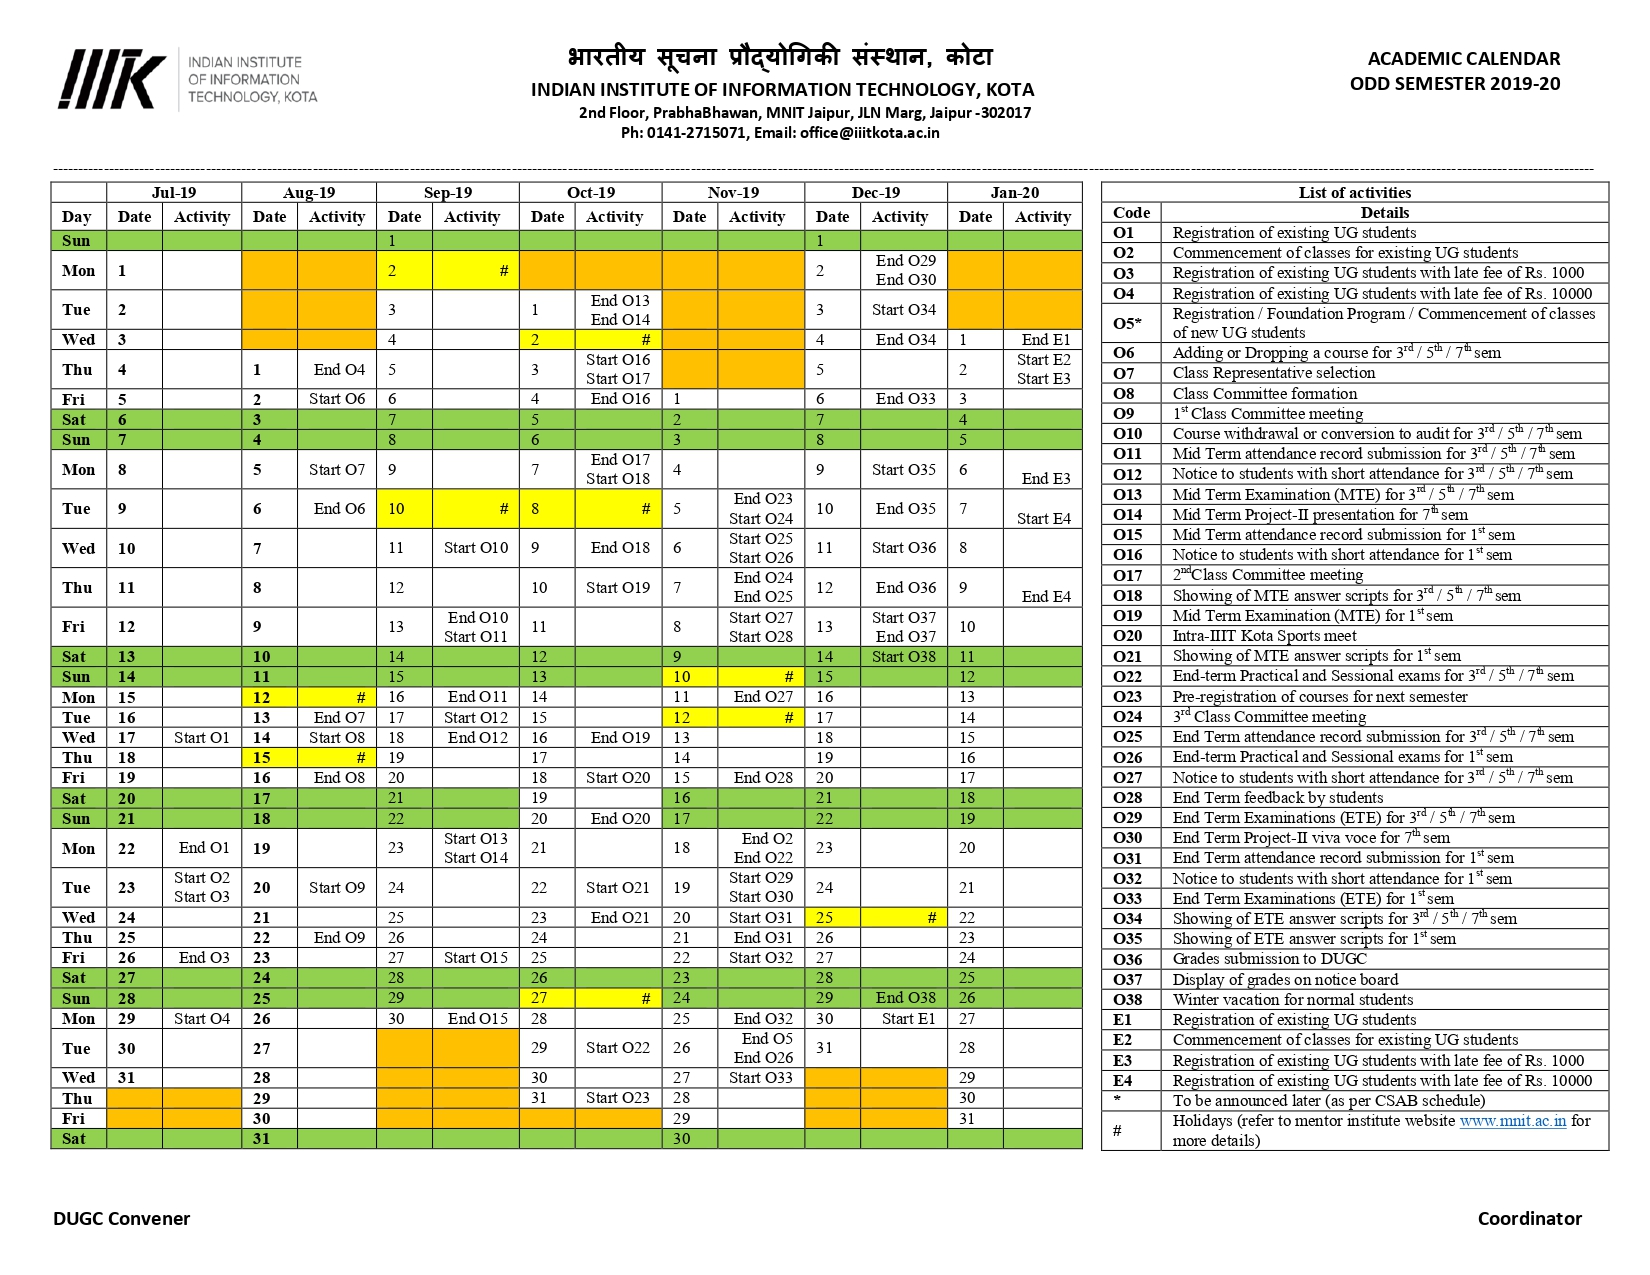 INDIAN INSTITUTE
OF INFORMATION
TECHNOLOGY, KOTA
भारतीय सूचना प्रौद्योगिकी संस्थान, कोटा
INDIAN INSTITUTE OF INFORMATION TECHNOLOGY, KOTA
2nd Floor, PrabhaBhawan, MNIT Jaipur, JLN Marg, Jaipur -302017
Ph: 0141-2715071, Email: office@iiitkota.ac.in
ACADEMIC CALENDAR
ODD SEMESTER 2019-20
Jul-19 Aug-19 Sep-19 Oct-19 Nov-19 Dec-19 Jan-20
Day Date Activity Date Activity Date Activity Date Activity Date Activity Date Activity Date Activity
Sun 1 1
Mon 1 2 # 2 End O29
End O30
Tue 2 3 1 End O13 3 Start O34
End O14
Wed 3 4 2 # 4 End O34 1 End E1
Thu 4 1 End O4 5 3 Start O16 5 2 Start E2
Start O17 Start E3
Fri 5 2 Start O6 6 4 End O16 1 6 End O33 3
Sat 6 3 7 5 2 7 4
Sun 7 4 8 6 3 8 5
Mon 8 5 Start O7 9 7 End O17 4 9 Start O35 6
Start O18 End E3
Tue 9 6 End O6 10 # 8 # 5 End O23 10 End O35 7
Start O24 Start E4
Wed 10 7 11 Start O10 9 End O18 6 Start O25 11 Start O36 8
Start O26
Thu 11 8 12 10 Start O19 7 End O24 12 End O36 9
End O25 End E4
Fri 12 9 13 End O10 11 8 Start O27 13 Start O37 10
Start O11 Start O28 End O37
Sat 13 10 14 12 9 14 Start O38 11
Sun 14 11 15 13 10 # 15 12
Mon 15 12 # 16 End O11 14 11 End O27 16 13
Tue 16 13 End O7 17 Start O12 15 12 # 17 14
Wed 17 Start O1 14 Start O8 18 End O12 16 End O19 13 18 15
Thu 18 15 # 19 17 14 19 16
Fri 19 16 End O8 20 18 Start O20 15 End O28 20 17
Sat 20 17 21 19 16 21 18
Sun 21 18 22 20 End O20 17 22 19
Mon 22 End O1 19 23 Start O13 21 18 End O2 23 20
Start O14 End O22
Tue 23 Start O2 20 Start O9 24 22 Start O21 19 Start O29 24 21
Start O3 Start O30
Wed 24 21 25 23 End O21 20 Start O31 25 # 22
Thu 25 22 End O9 26 24 21 End O31 26 23
Fri 26 End O3 23 27 Start O15 25 22 Start O32 27 24
Sat 27 24 28 26 23 28 25
Sun 28 25 29 27 # 24 29 End O38 26
Mon 29 Start O4 26 30 End O15 28 25 End O32 30 Start E1 27
Tue 30 27 29 Start O22 26 End O5 31 28
End O26
Wed 31 28 30 27 Start O33 29
Thu 29 31 Start O23 28 30
Fri 30 29 31
Sat 31 30
List of activities
Code Details
O1 Registration of existing UG students
O2 Commencement of classes for existing UG students
O3 Registration of existing UG students with late fee of Rs. 1000
O4 Registration of existing UG students with late fee of Rs. 10000
O5* Registration / Foundation Program / Commencement of classes
of new UG students
O6 Adding or Dropping a course for 3rd / 5th / 7th sem
O7 Class Representative selection
O8 Class Committee formation
O9 1st Class Committee meeting
O10 Course withdrawal or conversion to audit for 3rd / 5th / 7th sem
O11 Mid Term attendance record submission for 3rd / 5th / 7th sem
O12 Notice to students with short attendance for 3rd / 5th / 7th sem
O13 Mid Term Examination (MTE) for 3rd / 5th / 7th sem
O14 Mid Term Project-II presentation for 7th sem
O15 Mid Term attendance record submission for 1st sem
O16 Notice to students with short attendance for 1st sem
O17 2ndClass Committee meeting
O18 Showing of MTE answer scripts for 3rd / 5th / 7th sem
O19 Mid Term Examination (MTE) for 1st sem
O20 Intra-IIIT Kota Sports meet
O21 Showing of MTE answer scripts for 1st sem
O22 End-term Practical and Sessional exams for 3rd / 5th / 7th sem
O23 Pre-registration of courses for next semester
O24 3rd Class Committee meeting
O25 End Term attendance record submission for 3rd / 5th / 7th sem
O26 End-term Practical and Sessional exams for 1st sem
O27 Notice to students with short attendance for 3rd / 5th / 7th sem
O28 End Term feedback by students
O29 End Term Examinations (ETE) for 3rd / 5th / 7th sem
O30 End Term Project-II viva voce for 7th sem
O31 End Term attendance record submission for 1st sem
O32 Notice to students with short attendance for 1st sem
O33 End Term Examinations (ETE) for 1st sem
O34 Showing of ETE answer scripts for 3rd / 5th / 7th sem
O35 Showing of ETE answer scripts for 1st sem
O36 Grades submission to DUGC
O37 Display of grades on notice board
O38 Winter vacation for normal students
E1 Registration of existing UG students
E2 Commencement of classes for existing UG students
E3 Registration of existing UG students with late fee of Rs. 1000
E4 Registration of existing UG students with late fee of Rs. 10000
* To be announced later (as per CSAB schedule)
# Holidays (refer to mentor institute website www.mnit.ac.in for
more details)
DUGC Convener
Coordinator